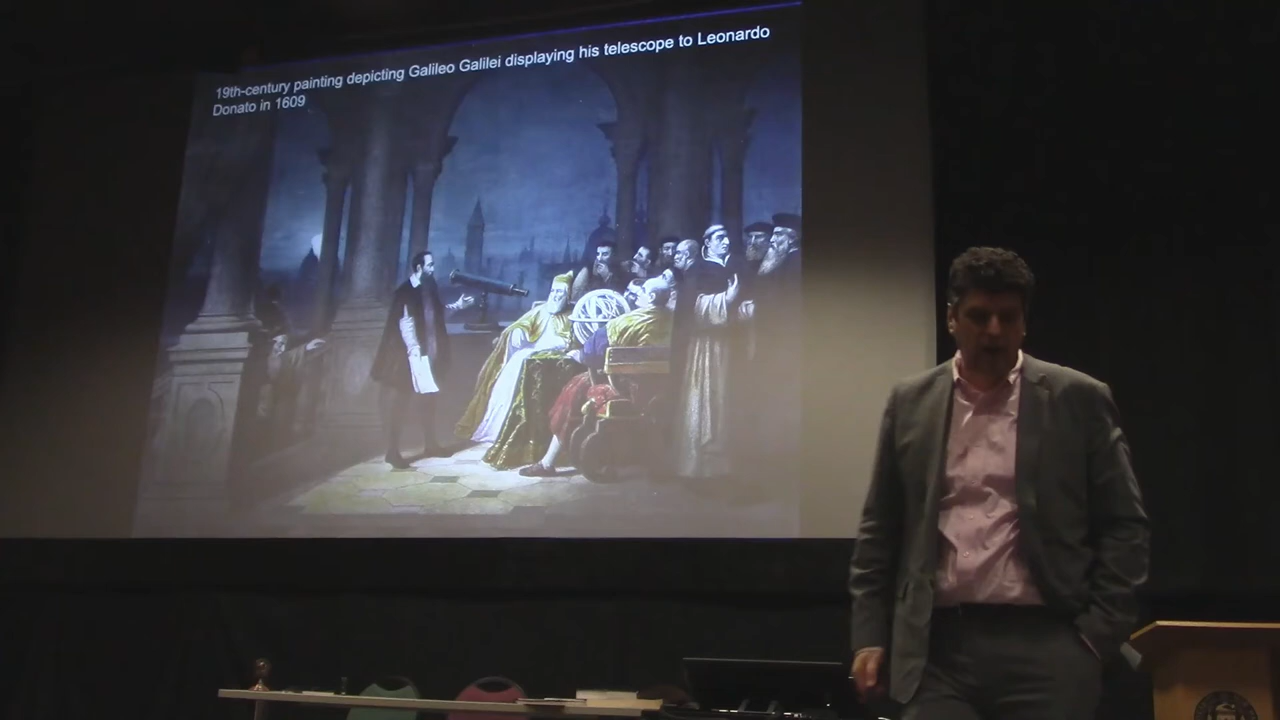 19th-century painting depicting Galileo Galilei displaying his telescope to Leonardo
Donato in 1609